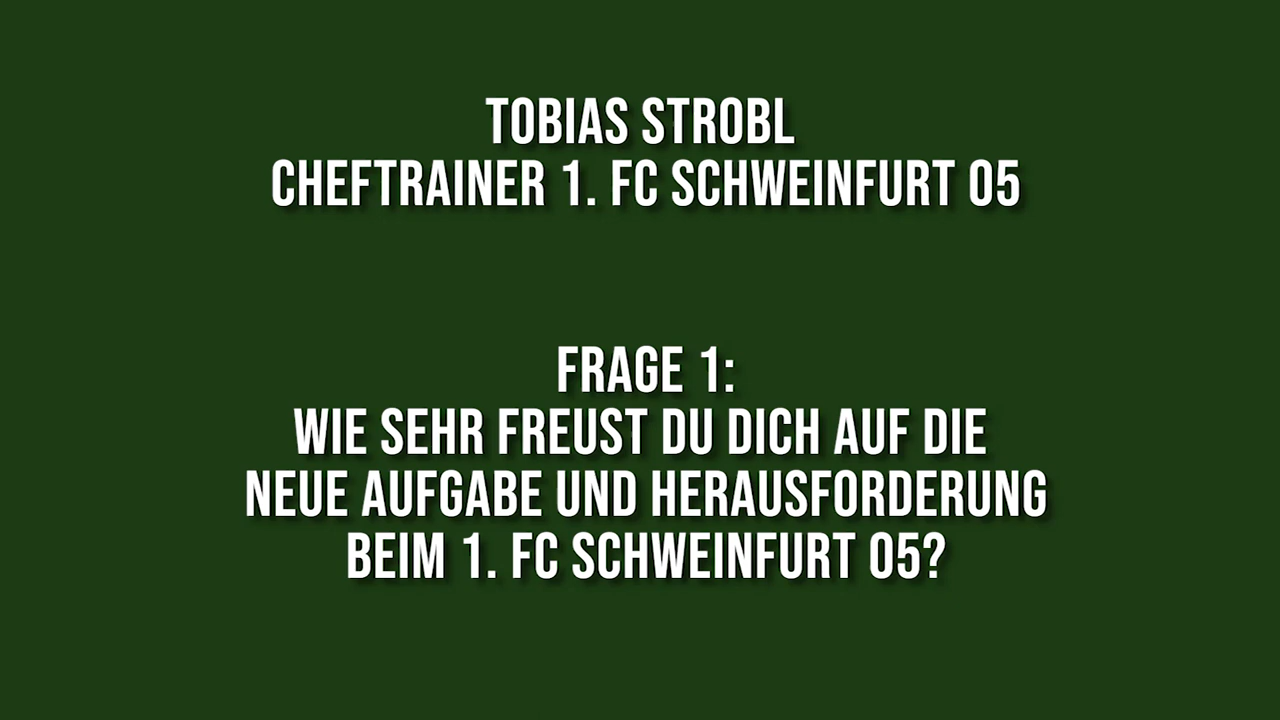 TOBIAS STROBL
CHEFTRAINER 1. FC SCHWEINFURT 05
FRAGE 1:
WIE SEHR FREUST DU DICH AUF DIE
NEUE AUFGABE UND HERAUSFORDERUNG
BEIM 1. FC SCHWEINFURT 05?